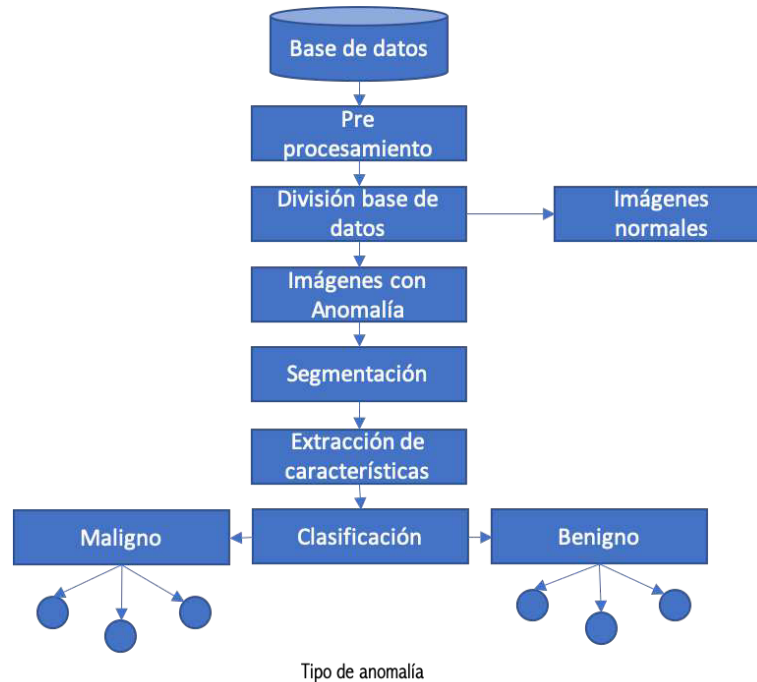 Base de datos
Pre
procesamiento
División base de
datos
Imágenes
normales
Imágenes con
Anomalía
Segmentación
Extracción de
características
Maligno
Clasificación
Benigno
Tipo de anomalía